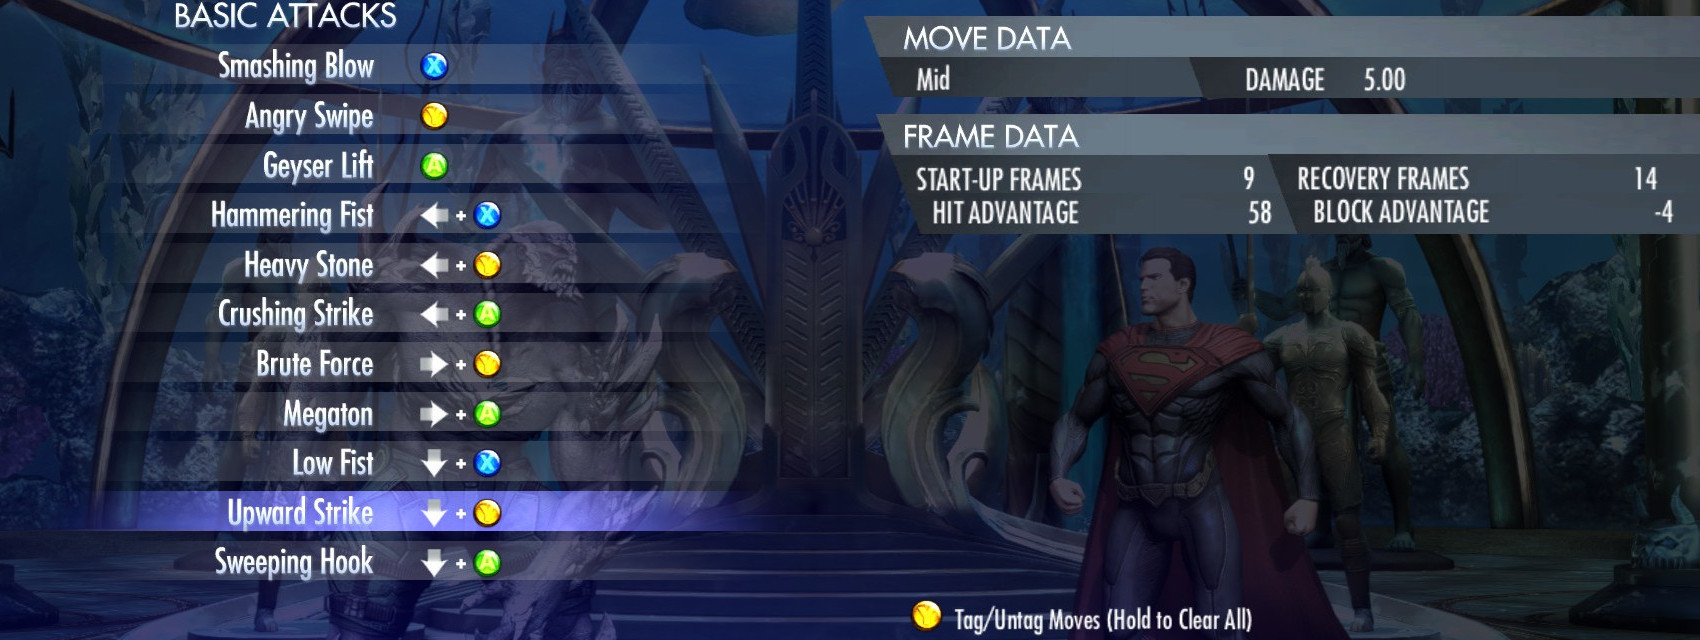 BASIC ATTACKS
Smashing Blow X
Angry Swipe Y
Geyser Lift A
Hammering Fist + X
Heavy Stone + Y
Crushing Strike + A
Brute Force + Y
Megaton + A
Low Fist + X
Upward Strike + Y
Sweeping Hook + A
MOVE DATA
Mid DAMAGE 5.00
FRAME DATA
START-UP FRAMES 9 RECOVERY FRAMES 14
HIT ADVANTAGE 58 BLOCK ADVANTAGE -4
Y Tag/Untag Moves (Hold to Clear All)